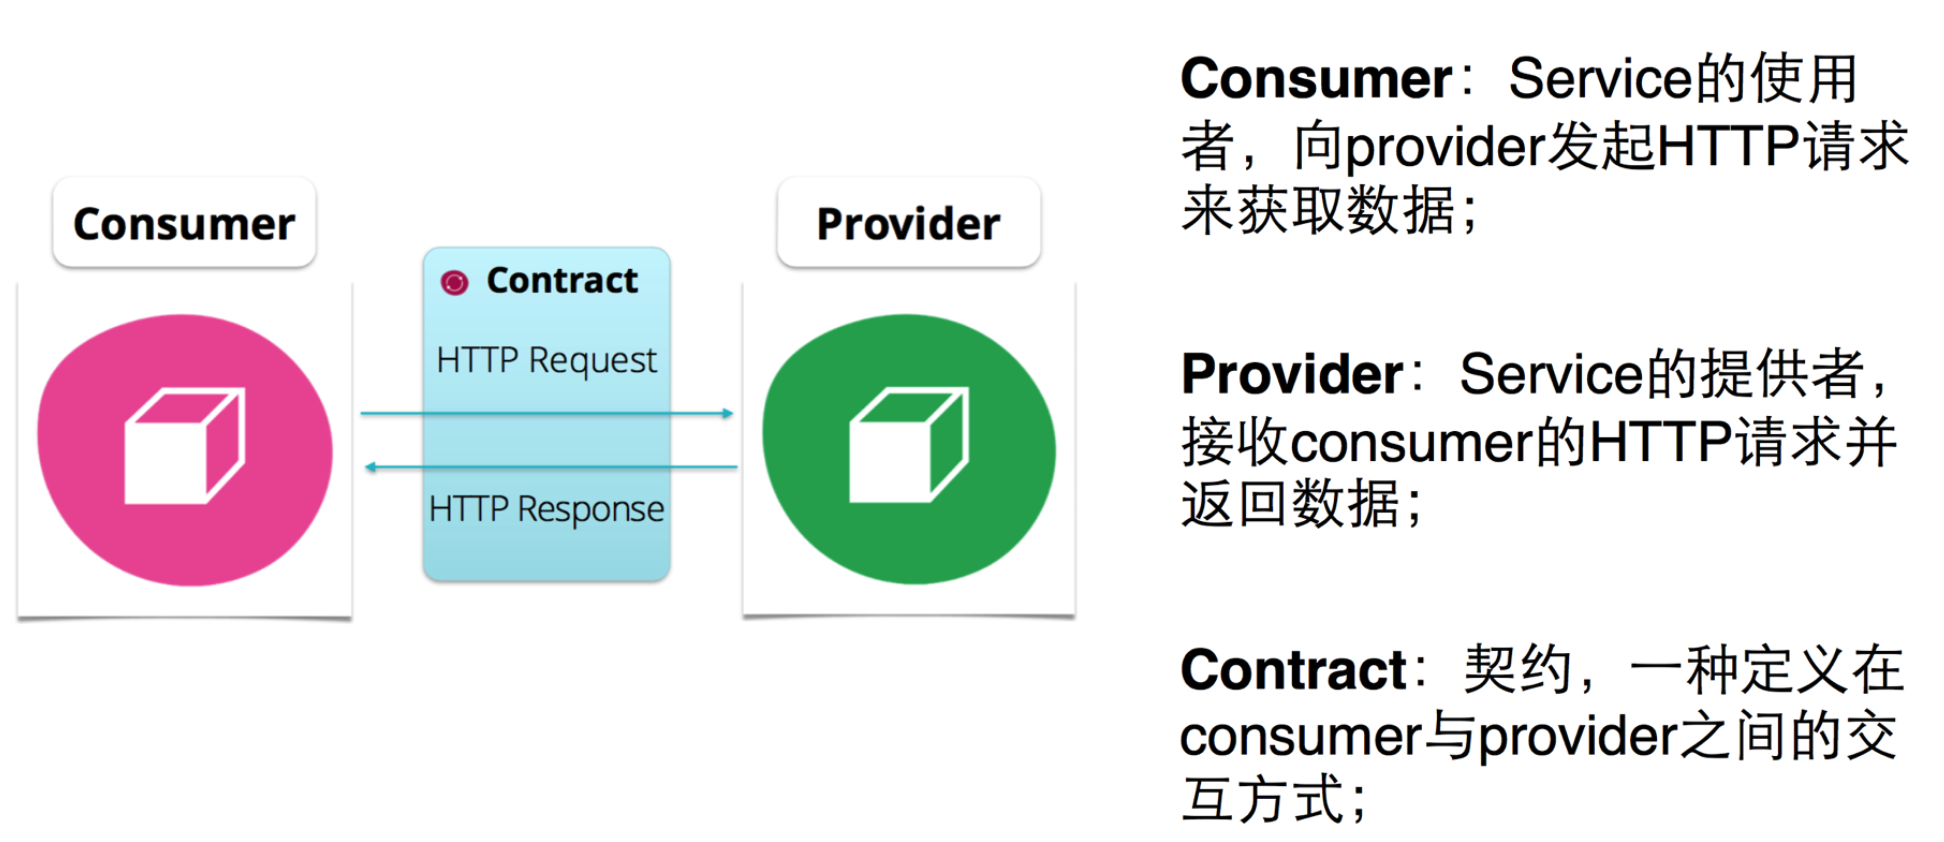 Consumer
Provider
Contract
HTTP Request
HTTP Response
Consumer：Service的使用
者，向provider发起HTTP请求
来获取数据；
Provider：Service的提供者，
接收consumer的HTTP请求并
返回数据；
Contract：契约，一种定义在
consumer与provider之间的交
互方式；